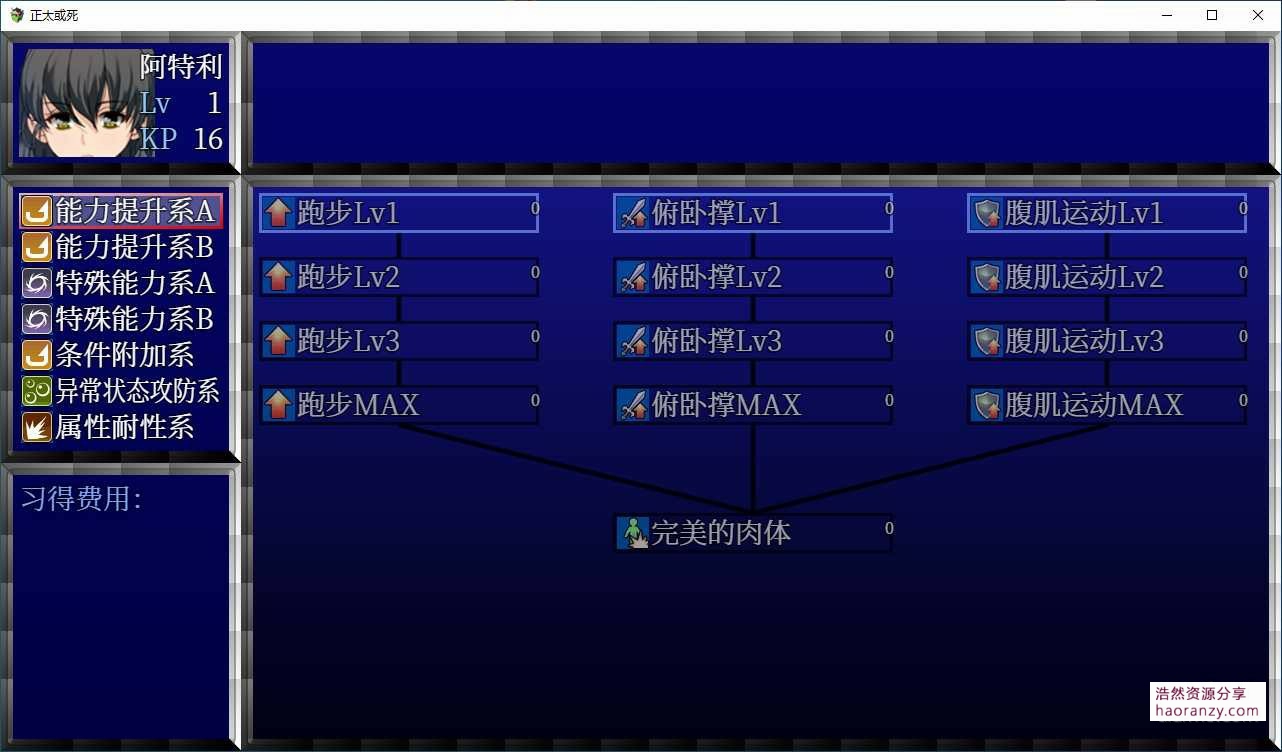 正太或死
阿特利
Lv 1
KP 16
能力提升系A
能力提升系B
特殊能力系A
特殊能力系B
条件附加系
异常状态攻防系
属性耐性系
习得费用:
跑步Lv1 0
俯卧撑Lv1 0
腹肌运动Lv1 0
跑步Lv2 0
俯卧撑Lv2 0
腹肌运动Lv2 0
跑步Lv3 0
俯卧撑Lv3 0
腹肌运动Lv3 0
跑步MAX 0
俯卧撑MAX 0
腹肌运动MAX 0
完美的肉体 0
浩然资源分享
haoranzy.com